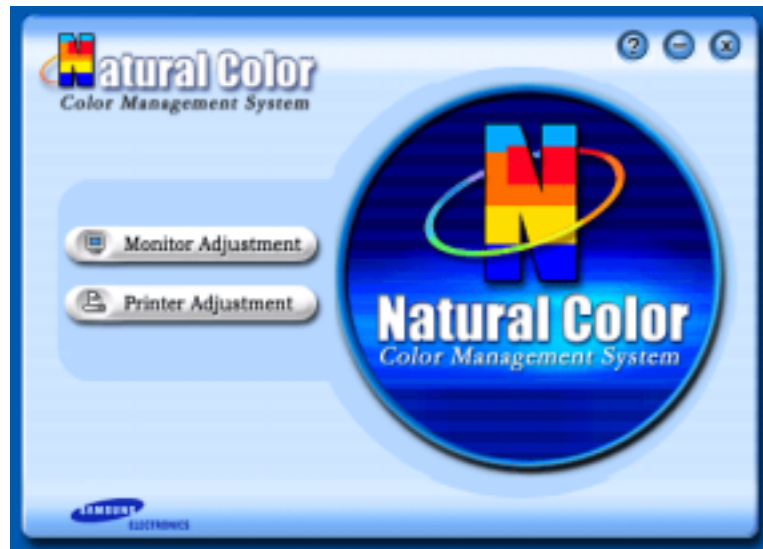 Natural Color
Color Management System
?
x
Monitor Adjustment
Printer Adjustment
N
Natural Color
Color Management System
SAMSUNG
ELECTRONICS